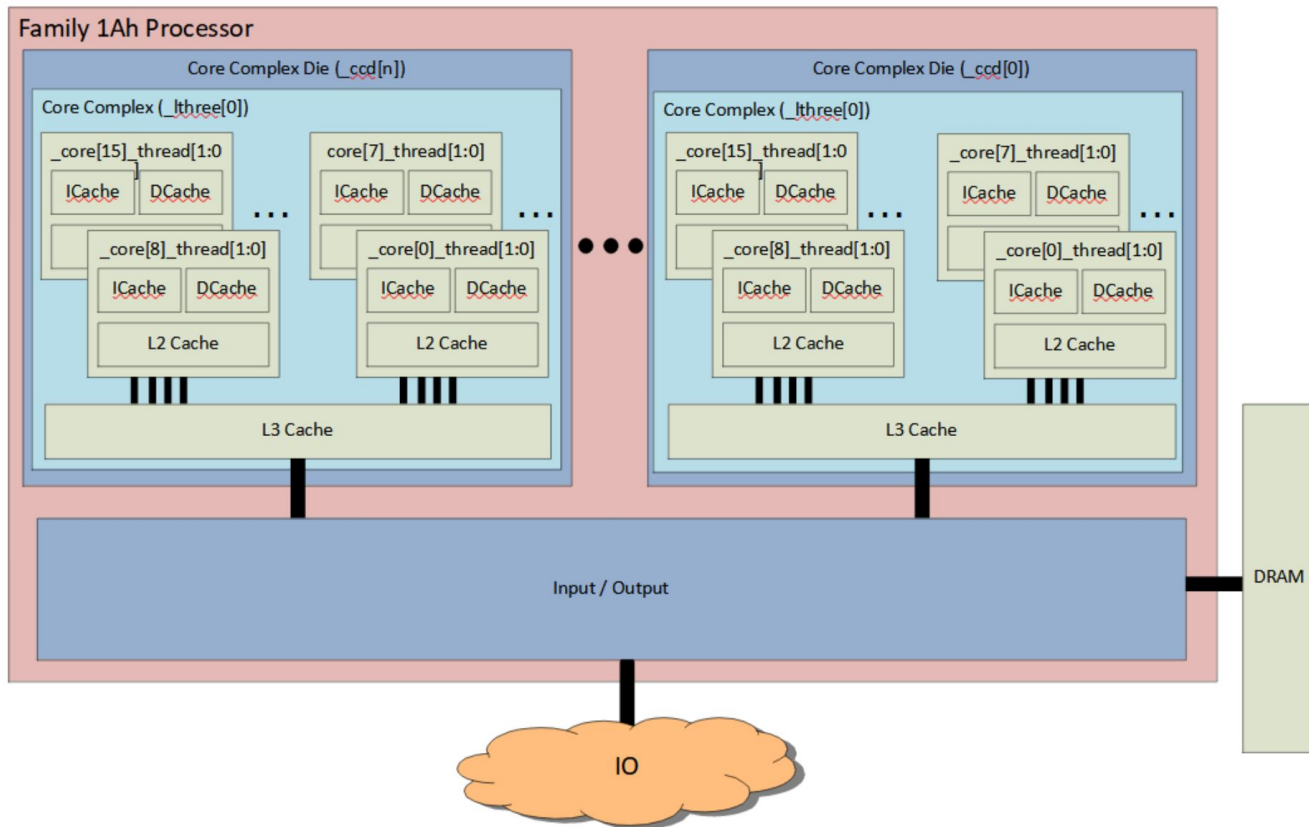 Family 1Ah Processor
Core Complex Die (_ccd[n])
Core Complex (_lthree[0])
_core[15]_thread[1:0
]
ICache
DCache
...
core[7]_thread[1:0]
ICache
DCache
...
_core[8]_thread[1:0]
ICache
DCache
L2 Cache
_core[0]_thread[1:0]
ICache
DCache
L2 Cache
L3 Cache
Core Complex Die (_ccd[0])
Core Complex (_lthree[0])
_core[15]_thread[1:0
]
ICache
DCache
...
_core[7]_thread[1:0]
ICache
DCache
...
_core[8]_thread[1:0]
ICache
DCache
L2 Cache
_core[0]_thread[1:0]
ICache
DCache
L2 Cache
L3 Cache
Input / Output
DRAM
IO